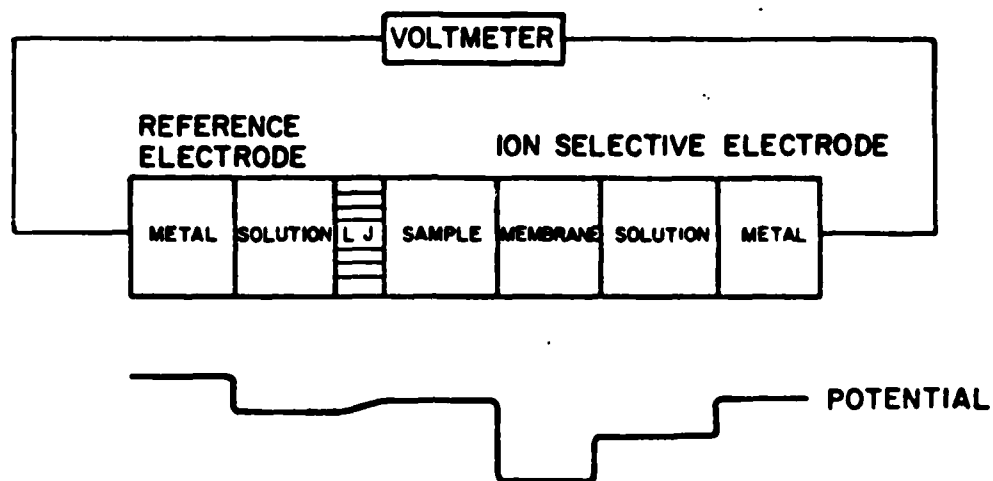 VOLTMETER
REFERENCE
ELECTRODE
ION SELECTIVE ELECTRODE
METAL SOLUTION L J SAMPLE MEMBRANE SOLUTION METAL
POTENTIAL